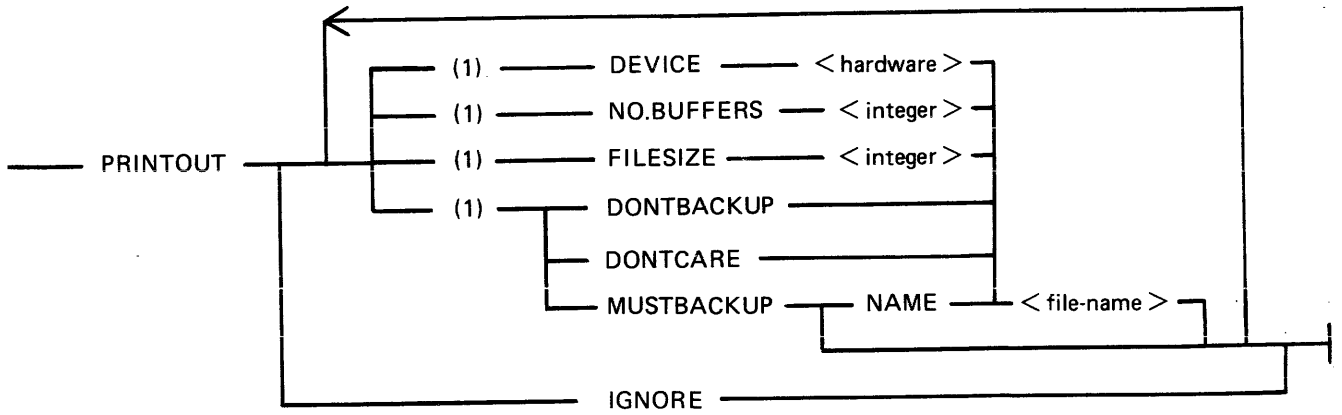 (1) DEVICE < hardware >
(1) NO.BUFFERS < integer >
PRINTOUT (1) FILESIZE < integer >
(1) DONTBACKUP
DONTCARE
MUSTBACKUP NAME < file-name >
IGNORE